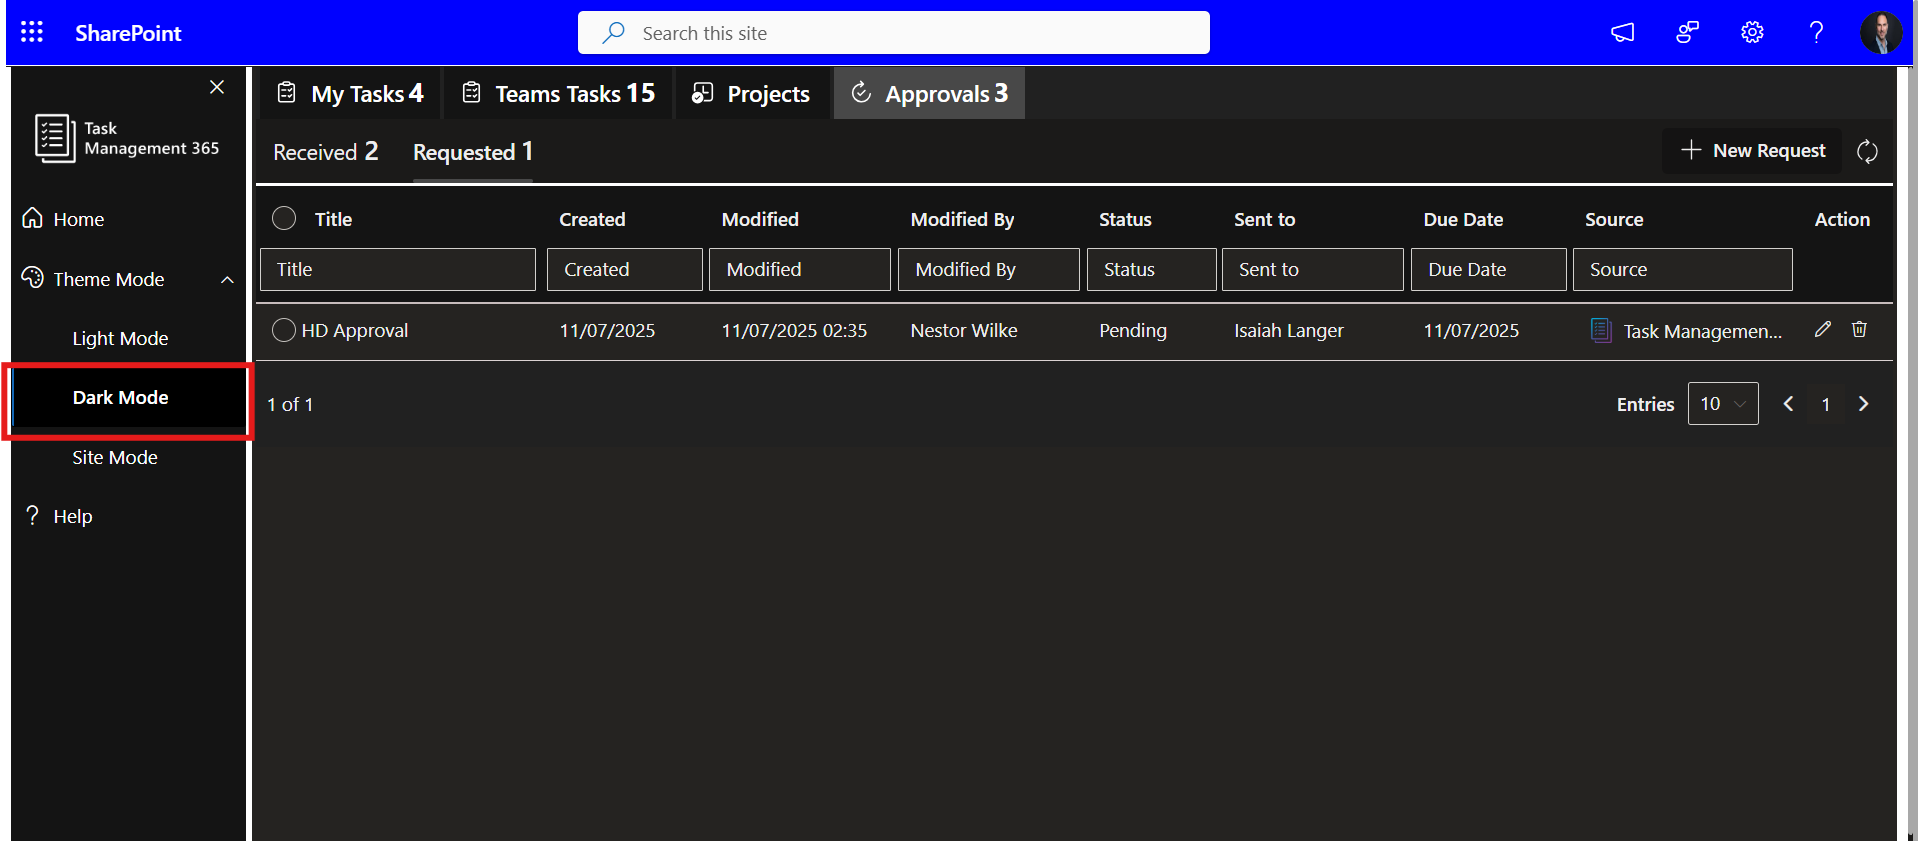 SharePoint
Search this site
?
Task
Management 365
Home
Theme Mode
Light Mode
Dark Mode
Site Mode
? Help
My Tasks 4
Teams Tasks 15
Projects
Approvals 3
Received 2
Requested 1
New Request
Title Created Modified Modified By Status Sent to Due Date Source Action
Title Created Modified Modified By Status Sent to Due Date Source
HD Approval 11/07/2025 11/07/2025 02:35 Nestor Wilke Pending Isaiah Langer 11/07/2025 Task Managemen...
1 of 1
Entries 10 1